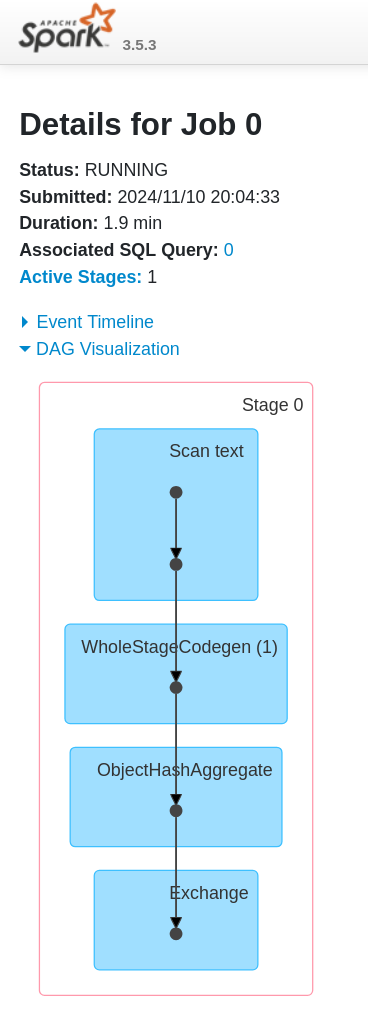 APACHE
Spark™ 3.5.3
Details for Job 0
Status: RUNNING
Submitted: 2024/11/10 20:04:33
Duration: 1.9 min
Associated SQL Query: 0
Active Stages: 1
Event Timeline
DAG Visualization
Stage 0
Scan text
WholeStageCodegen (1)
ObjectHashAggregate
Exchange